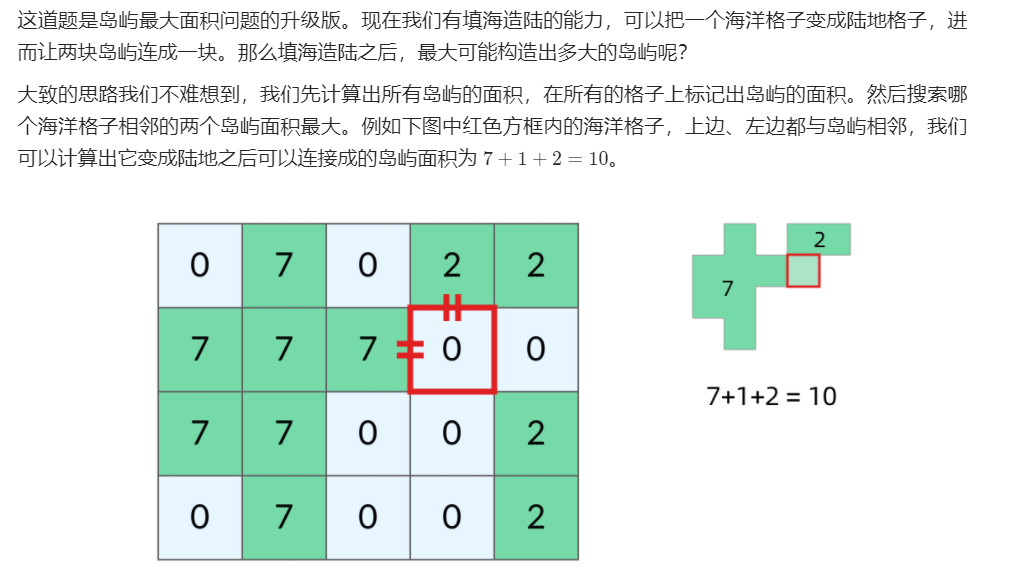 这道题是岛屿最大面积问题的升级版。现在我们有填海造陆的能力，可以把一个海洋格子变成陆地格子，进
而让两块岛屿连成一块。那么填海造陆之后，最大可能构造出多大的岛屿呢？
大致的思路我们不难想到，我们先计算出所有岛屿的面积，在所有的格子上标记出岛屿的面积。然后搜索哪
个海洋格子相邻的两个岛屿面积最大。例如下图中红色方框内的海洋格子，上边、左边都与岛屿相邻，我们
可以计算出它变成陆地之后可以连接成的岛屿面积为 7 + 1 + 2 = 10。
0 7 0 2 2
7 7 7 0 0
7 7 0 0 2
0 7 0 0 2
2
7
7+1+2 = 10